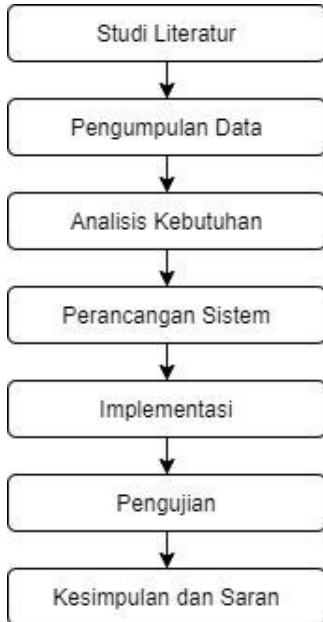 Studi Literatur
Pengumpulan Data
Analisis Kebutuhan
Perancangan Sistem
Implementasi
Pengujian
Kesimpulan dan Saran